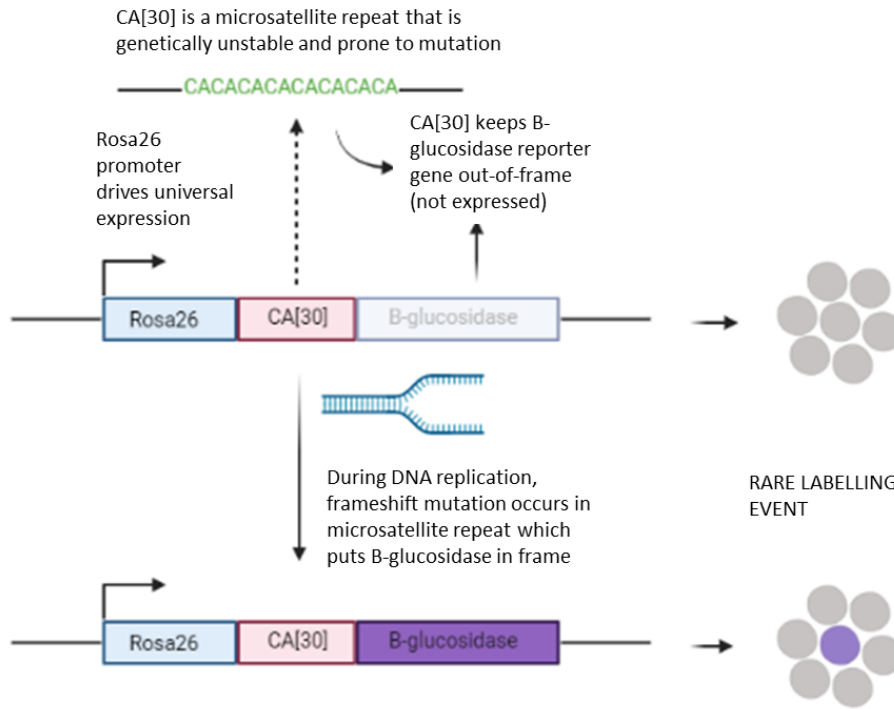 CA[30] is a microsatellite repeat that is
genetically unstable and prone to mutation
CACACACACACACACA
Rosa26
promoter
drives universal
expression
CA[30] keeps B-
glucosidase reporter
gene out-of-frame
(not expressed)
Rosa26
CA[30]
B-glucosidase
During DNA replication,
frameshift mutation occurs in
microsatellite repeat which
puts B-glucosidase in frame
RARE LABELLING
EVENT
Rosa26
CA[30]
B-glucosidase